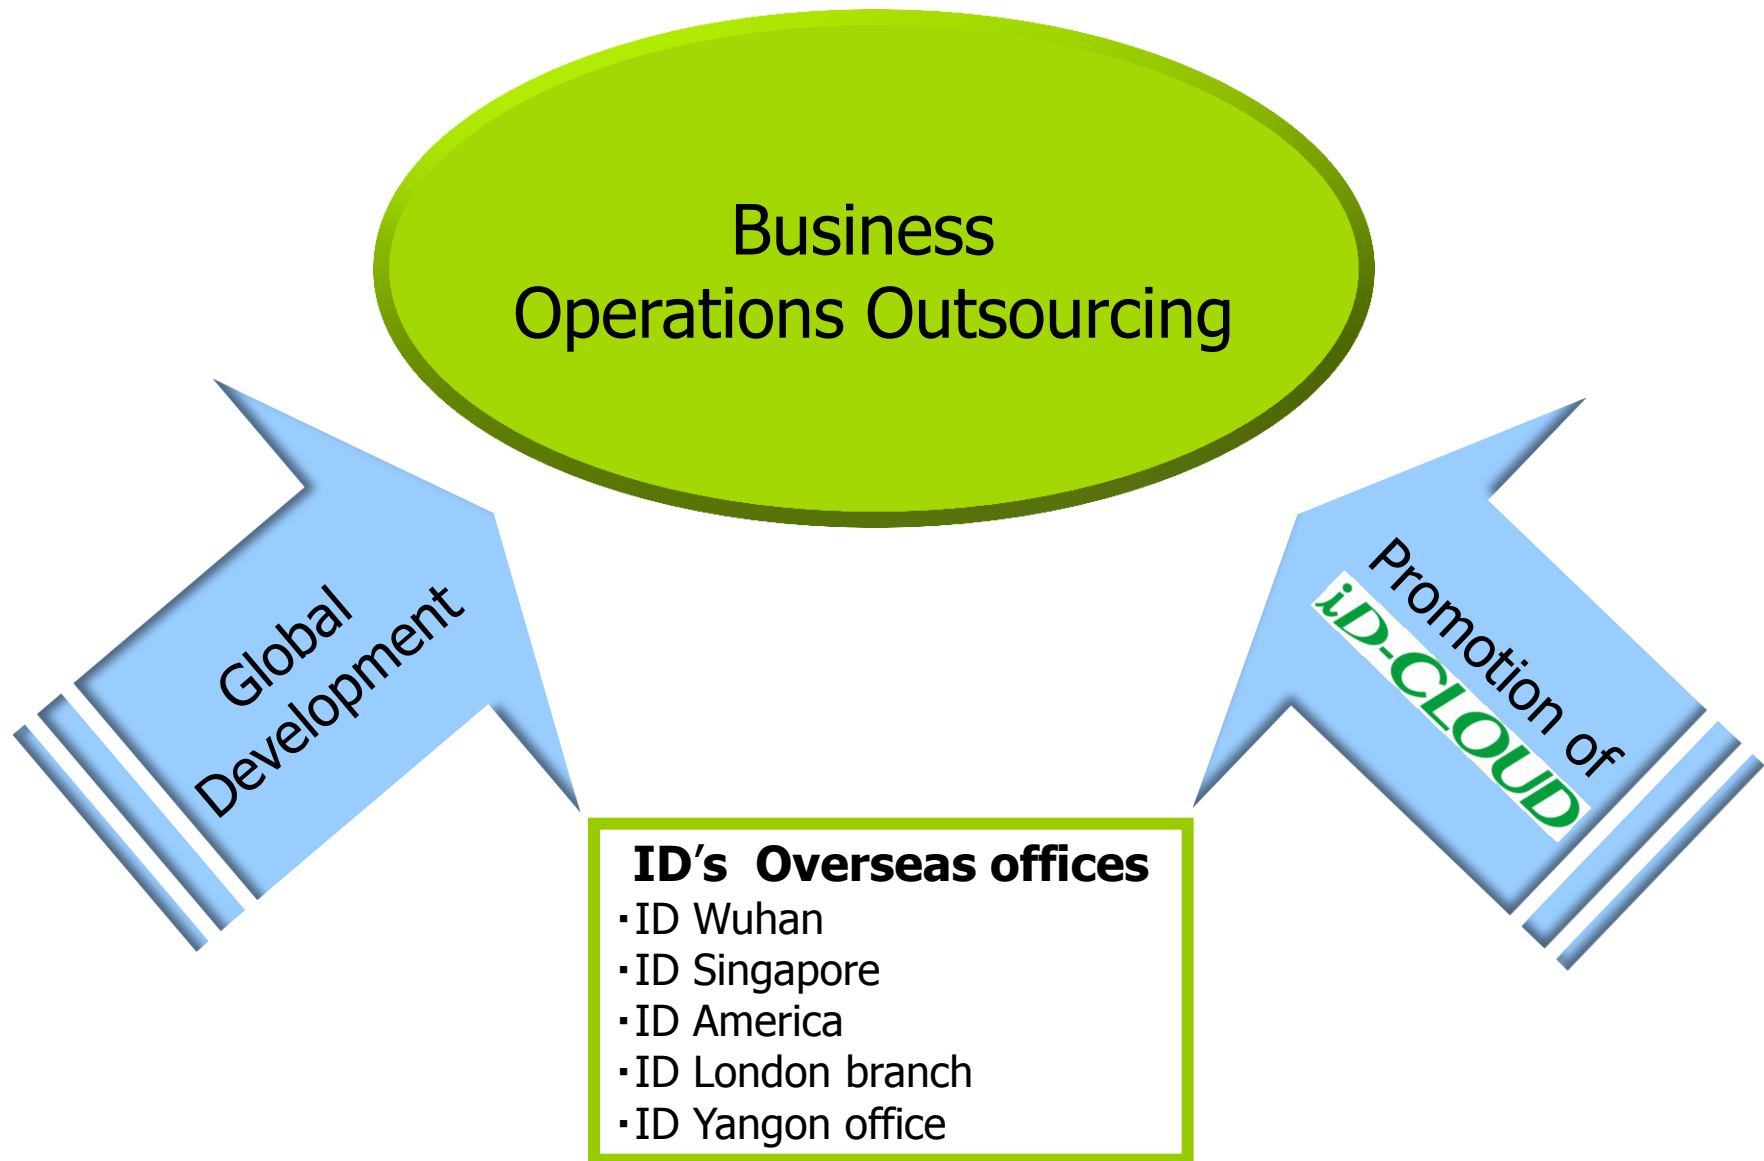 Business
Operations Outsourcing
Global
Development
Promotion of
iD-CLOUD
ID’s Overseas offices
・ID Wuhan
・ID Singapore
・ID America
・ID London branch
・ID Yangon office